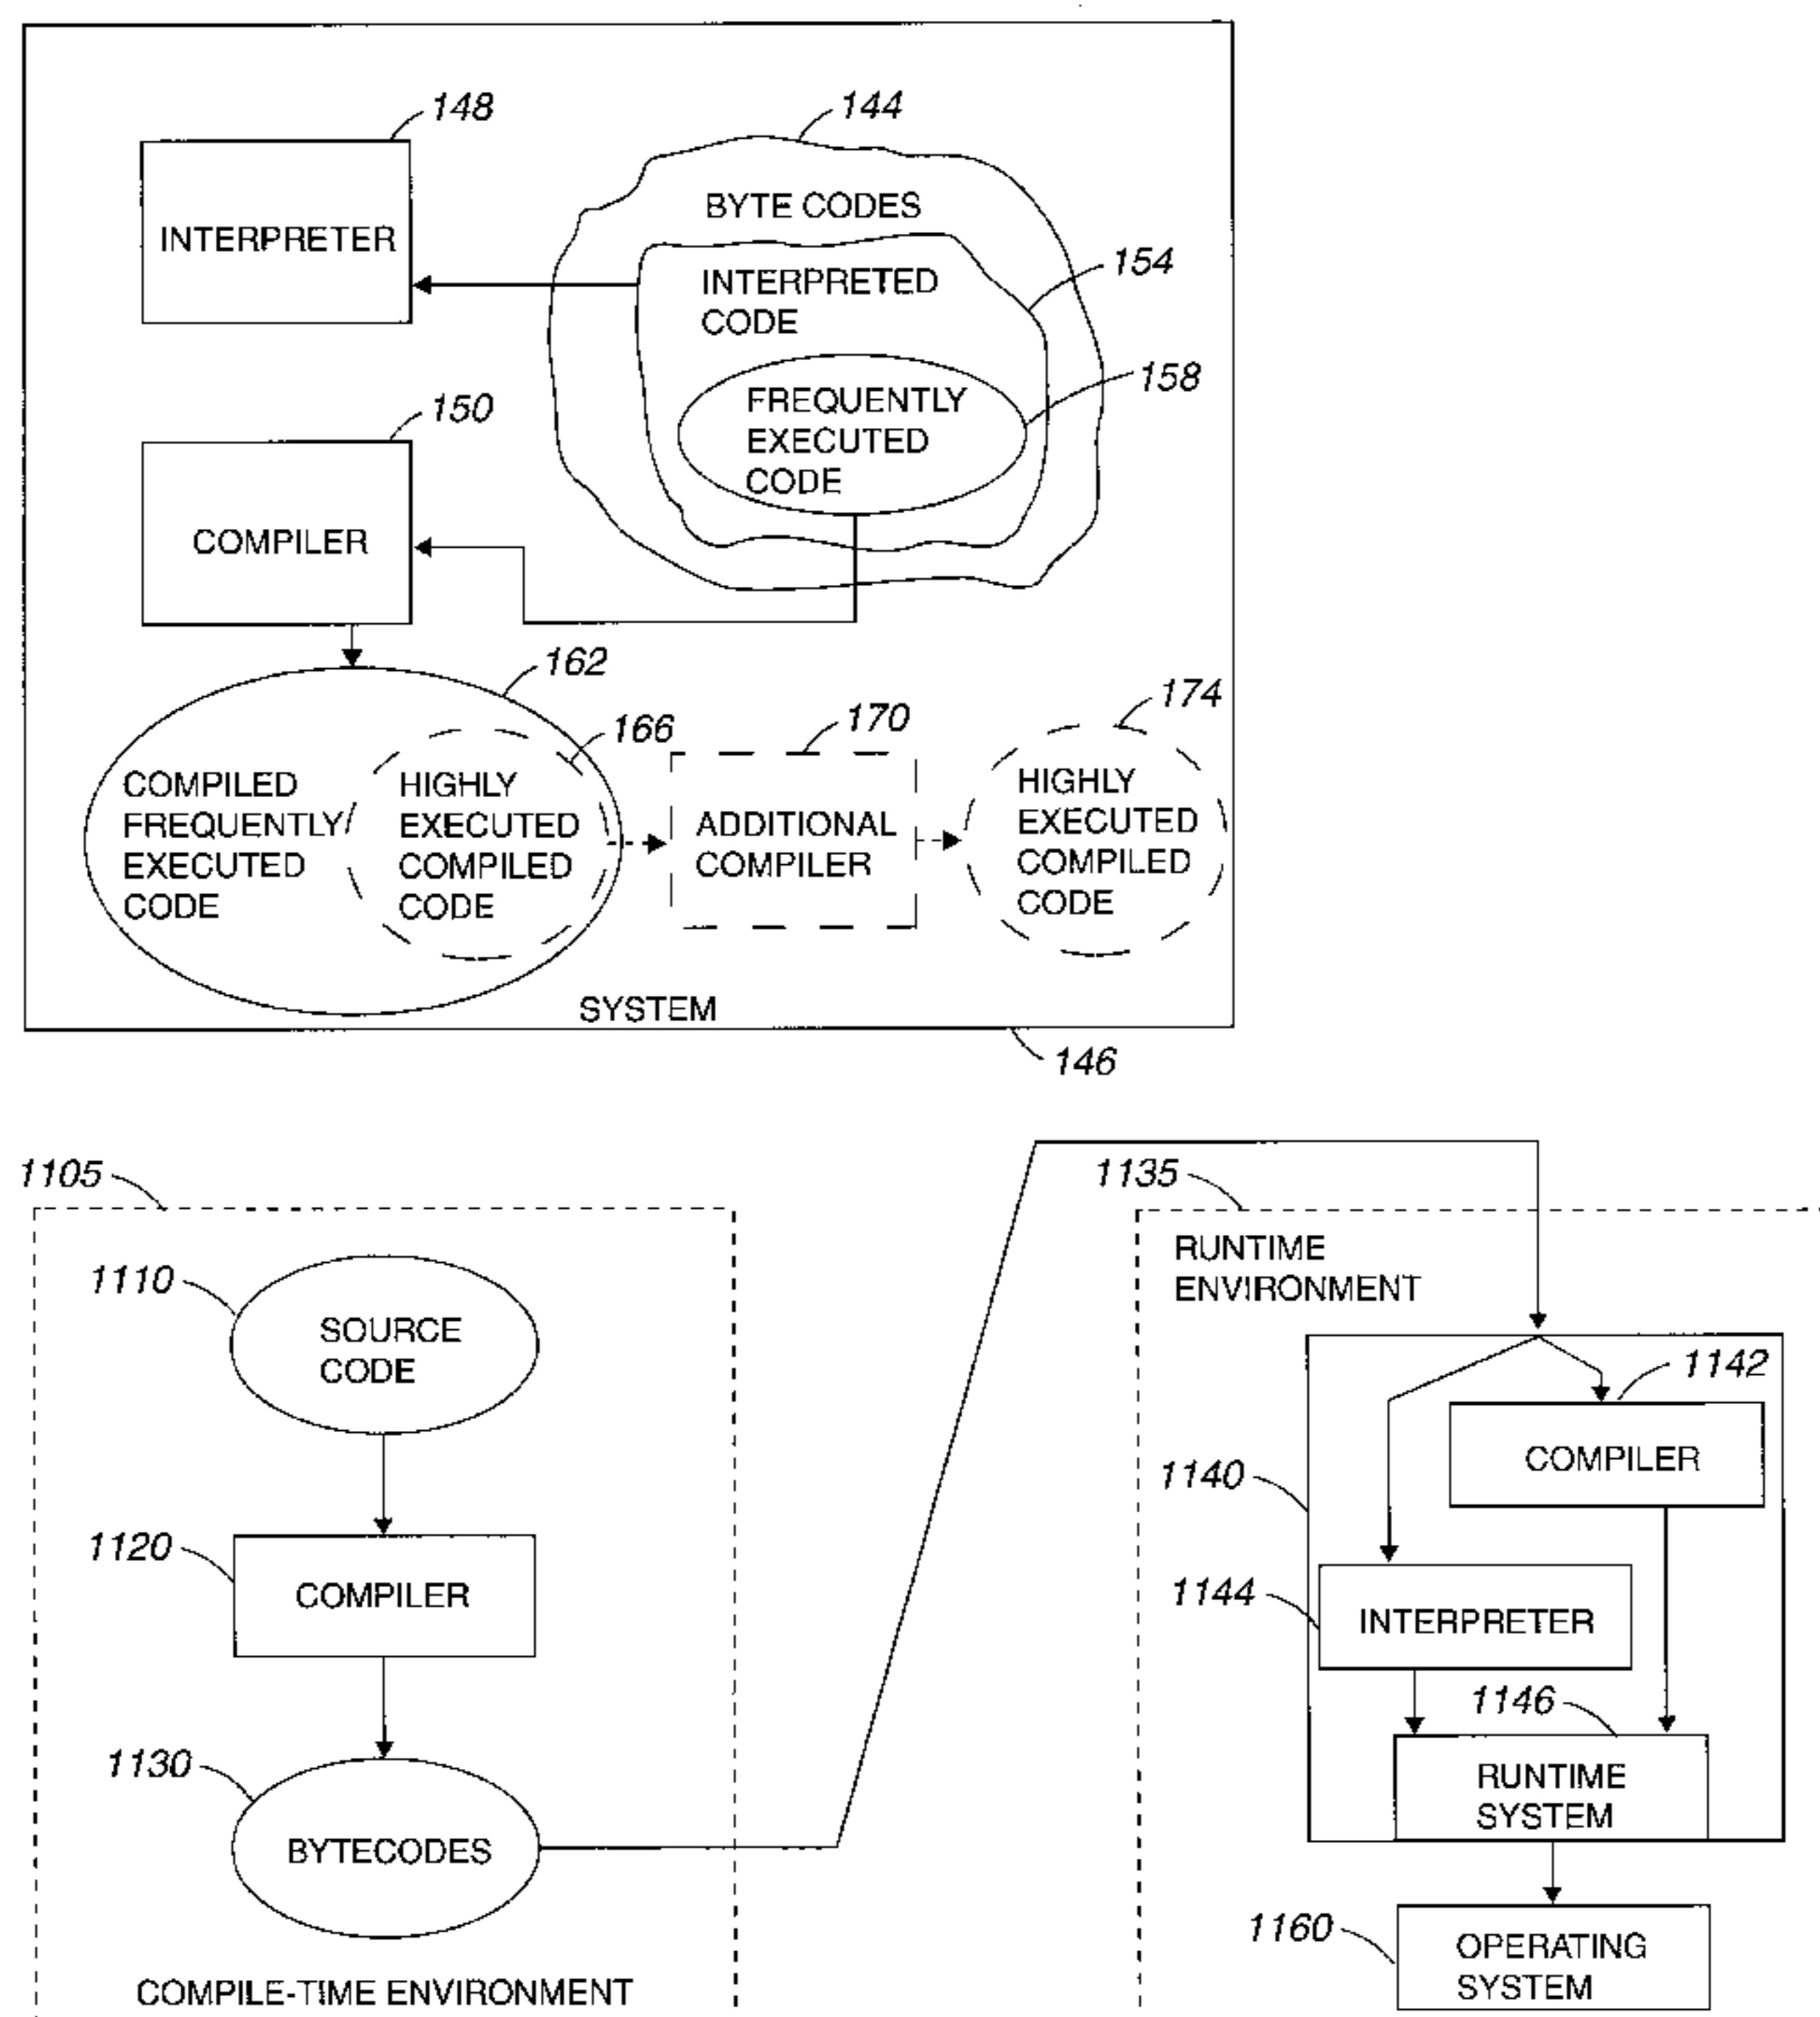 148
144
BYTE CODES
INTERPRETER
154
INTERPRETED
CODE
158
FREQUENTLY
EXECUTED
CODE
150
COMPILER
162
174
166
170
COMPILED
FREQUENTLY
EXECUTED
CODE
HIGHLY
EXECUTED
COMPILED
CODE
ADDITIONAL
COMPILER
HIGHLY
EXECUTED
COMPILED
CODE
SYSTEM
146
1105
1110
SOURCE
CODE
1120
COMPILER
1130
BYTECODES
COMPILE-TIME ENVIRONMENT
1135
RUNTIME
ENVIRONMENT
1142
COMPILER
1140
1144
INTERPRETER
1146
RUNTIME
SYSTEM
1160
OPERATING
SYSTEM